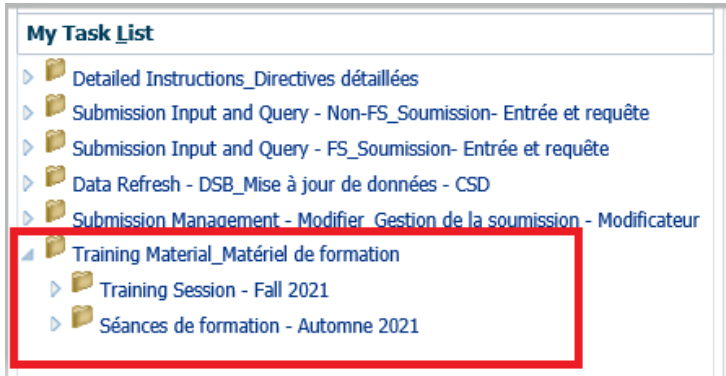 My Task List
Detailed Instructions_Directives détaillées
Submission Input and Query - Non-FS_Soumission- Entrée et requête
Submission Input and Query - FS_Soumission- Entrée et requête
Data Refresh - DSB_Mise à jour de données - CSD
Submission Management - Modifier_Gestion de la soumission - Modificateur
Training Material_Matériel de formation
Training Session - Fall 2021
Séances de formation - Automne 2021